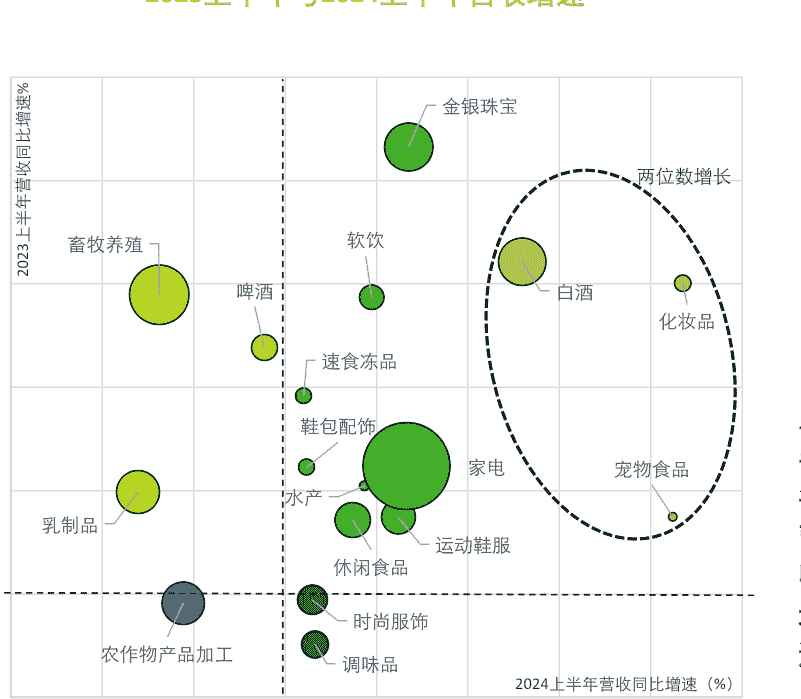 2023上半年营收同比增速%
金银珠宝
两位数增长
畜牧养殖
软饮
啤酒
白酒
化妆品
速食冻品
鞋包配饰
家电
宠物食品
水产
乳制品
运动鞋服
休闲食品
时尚服饰
农作物产品加工
调味品
2024上半年营收同比增速（%）